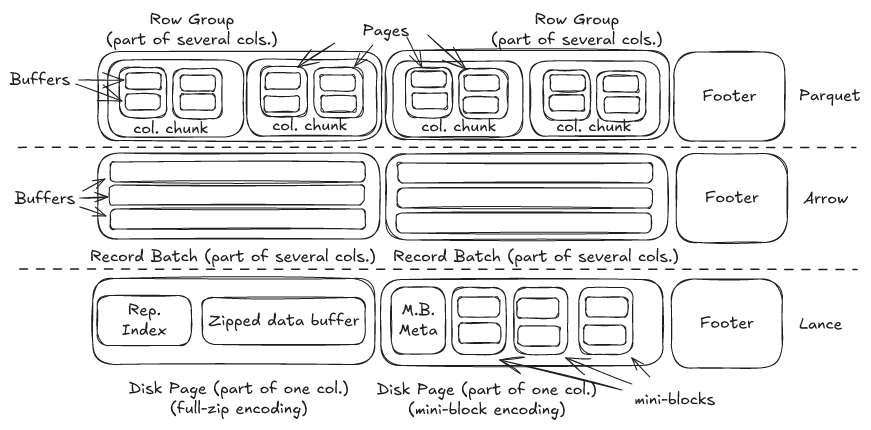 Row Group
(part of several cols.)
Pages
Row Group
(part of several cols.)
Buffers
col. chunk
col. chunk
col. chunk
col. chunk
Footer
Parquet
Buffers
Footer
Arrow
Record Batch (part of several cols.)
Record Batch (part of several cols.)
Rep.
Index
Zipped data buffer
M.B.
Meta
Footer
Lance
Disk Page (part of one col.)
(full-zip encoding)
Disk Page (part of one col.)
(mini-block encoding)
mini-blocks